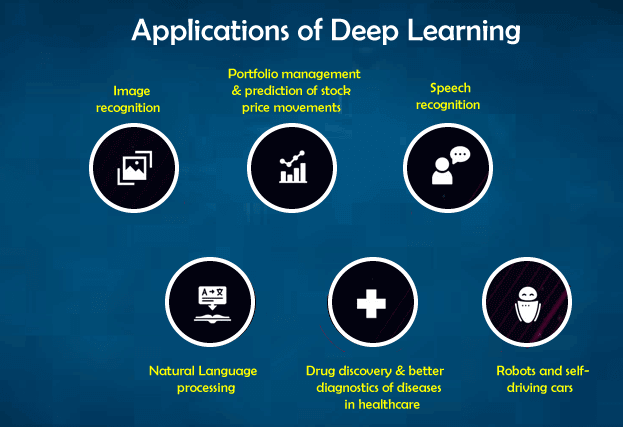 Applications of Deep Learning
Image
recognition
Portfolio management
& prediction of stock
price movements
Speech
recognition
A
文
Natural Language
processing
Drug discovery & better
diagnostics of diseases
in healthcare
Robots and self-
driving cars